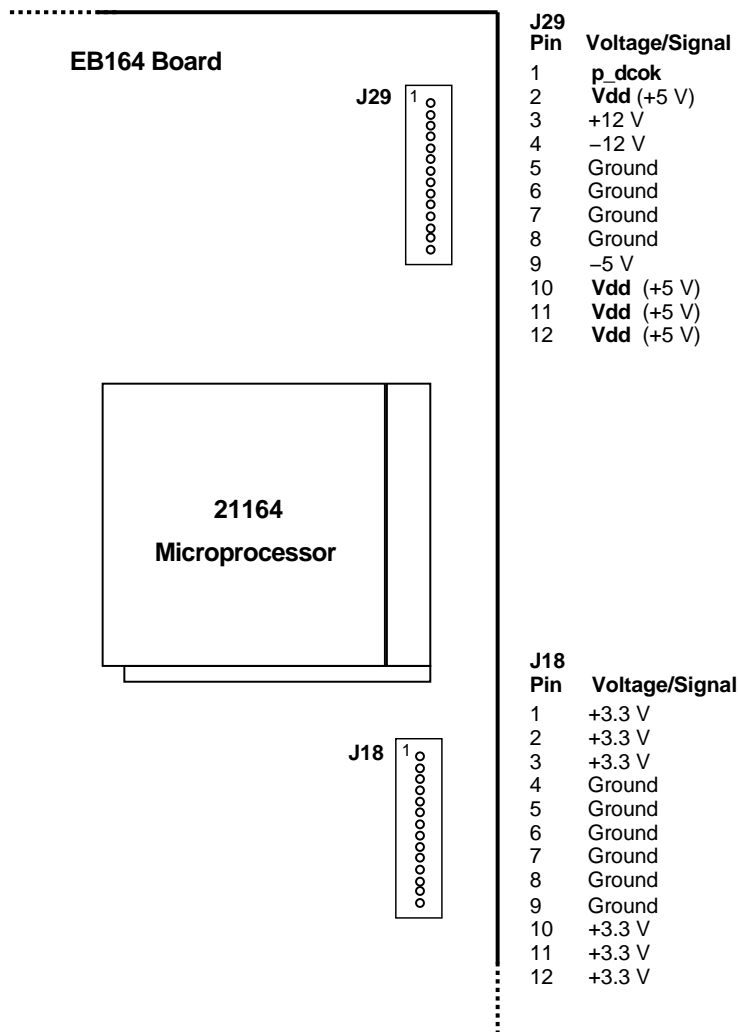 EB164 Board
J29
1
21164
Microprocessor
J18
1
J29
Pin Voltage/Signal
1 p_dcok
2 Vdd (+5 V)
3 +12 V
4 −12 V
5 Ground
6 Ground
7 Ground
8 Ground
9 −5 V
10 Vdd (+5 V)
11 Vdd (+5 V)
12 Vdd (+5 V)
J18
Pin Voltage/Signal
1 +3.3 V
2 +3.3 V
3 +3.3 V
4 Ground
5 Ground
6 Ground
7 Ground
8 Ground
9 Ground
10 +3.3 V
11 +3.3 V
12 +3.3 V